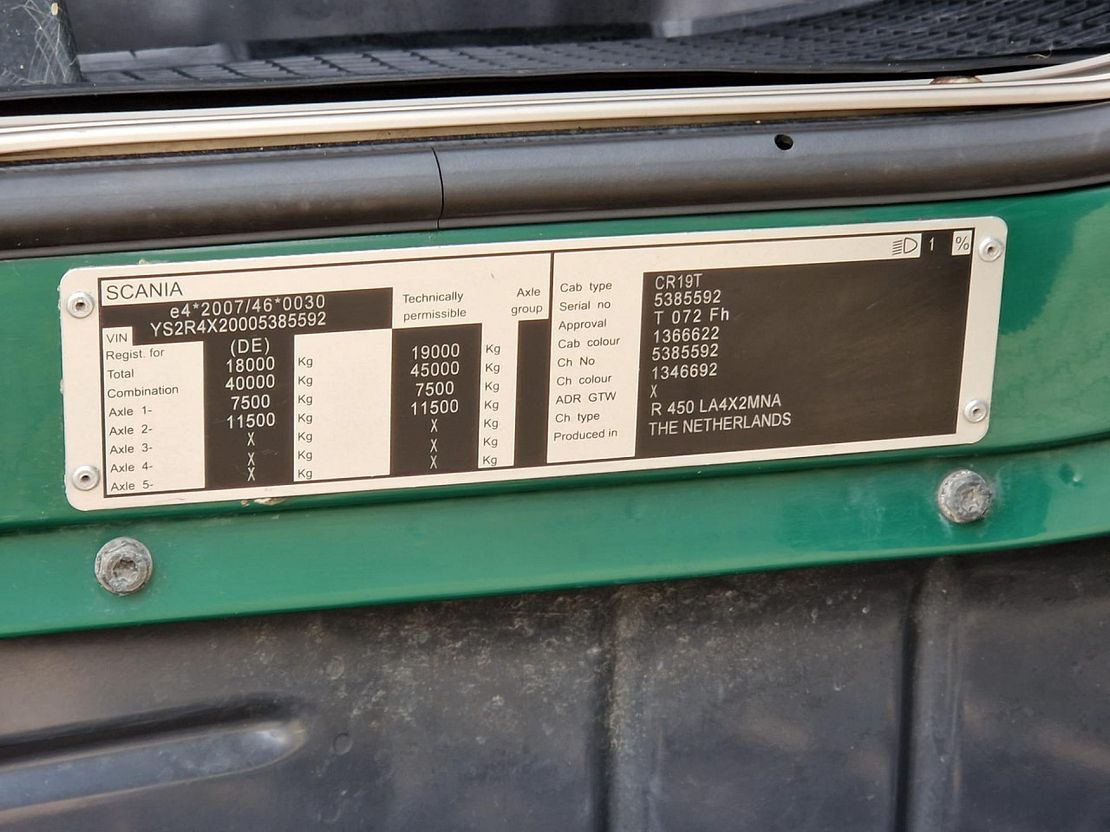 SCANIA
e4*2007/46*0030
VIN YS2R4X20005385592
Technically permissible
Axle group
Regist. for (DE)
Total 18000 Kg 19000 Kg
Combination 40000 Kg 45000 Kg
Axle 1- 7500 Kg 7500 Kg
Axle 2- 11500 Kg 11500 Kg
Axle 3- X Kg X Kg
Axle 4- X Kg X Kg
Axle 5- X Kg X Kg
1 %
Cab type CR19T
Serial no 5385592
Approval T 072 Fh
Cab colour 1366622
Ch No 5385592
Ch colour 1346692
ADR GTW X
Ch type R 450 LA4X2MNA
Produced in THE NETHERLANDS